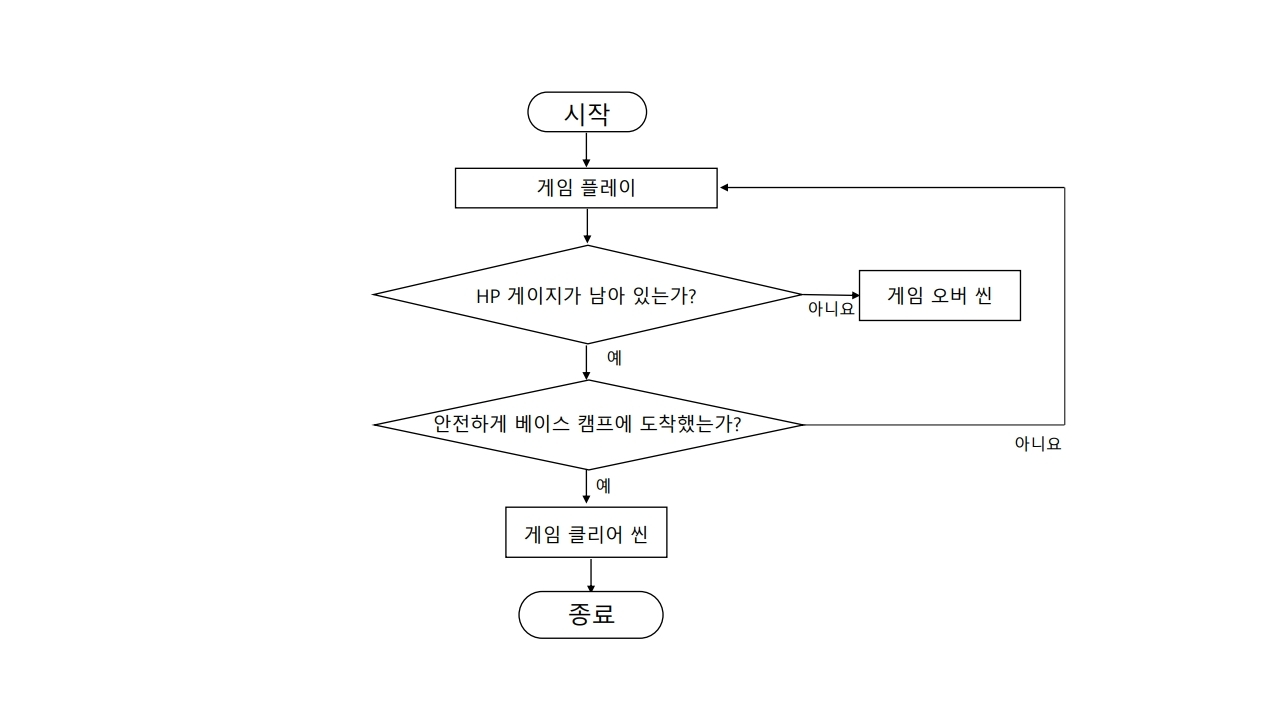 시작
게임 플레이
HP 게이지가 남아 있는가?
아니요
게임 오버 씬
예
안전하게 베이스 캠프에 도착했는가?
아니요
예
게임 클리어 씬
종료